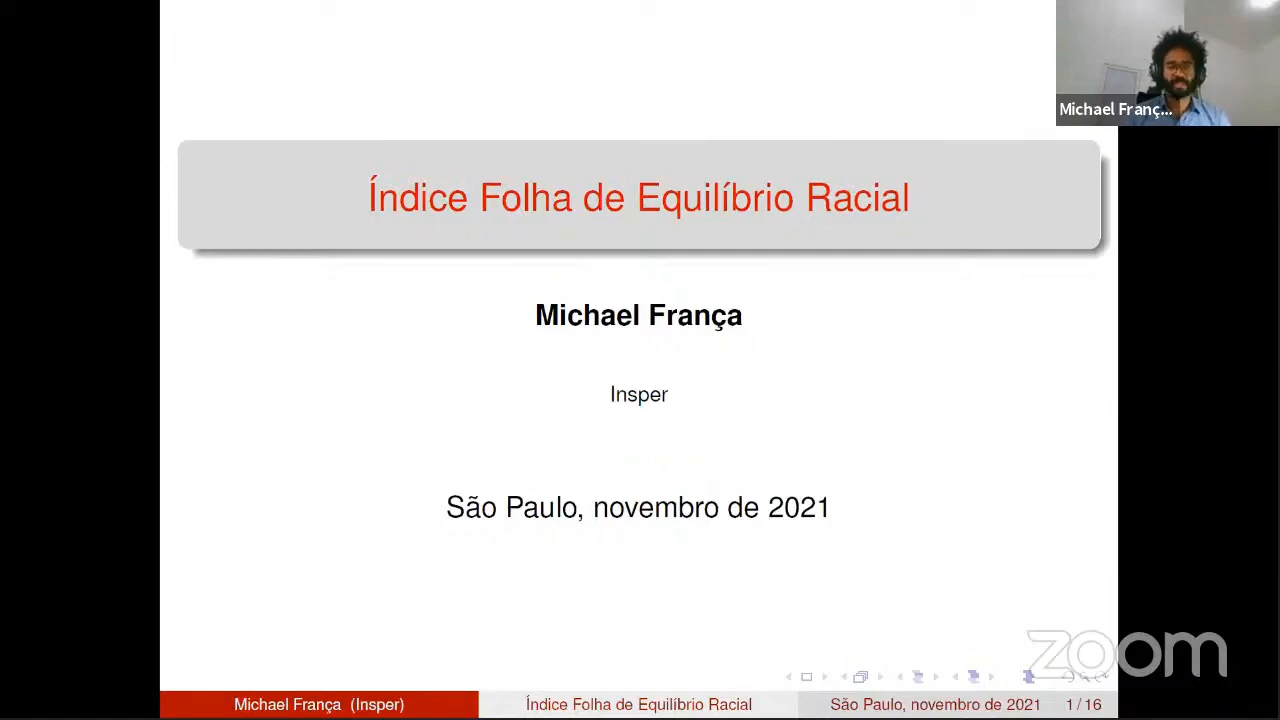 Michael Franç...
Índice Folha de Equilíbrio Racial
Michael França
Insper
São Paulo, novembro de 2021
zoom
Michael França (Insper)
Índice Folha de Equilíbrio Racial
São Paulo, novembro de 2021
1 / 16